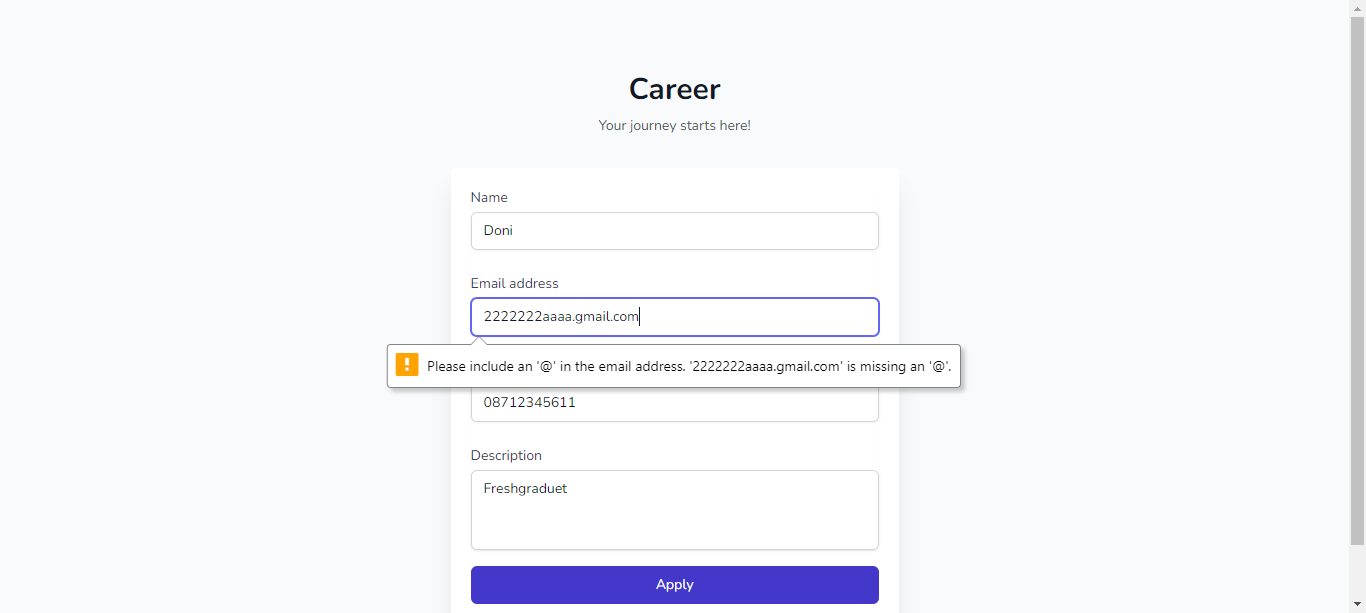 Career
Your journey starts here!
Name
Doni
Email address
2222222aaaa.gmail.com
! Please include an '@' in the email address. '2222222aaaa.gmail.com' is missing an '@'.
08712345611
Description
Freshgraduet
Apply